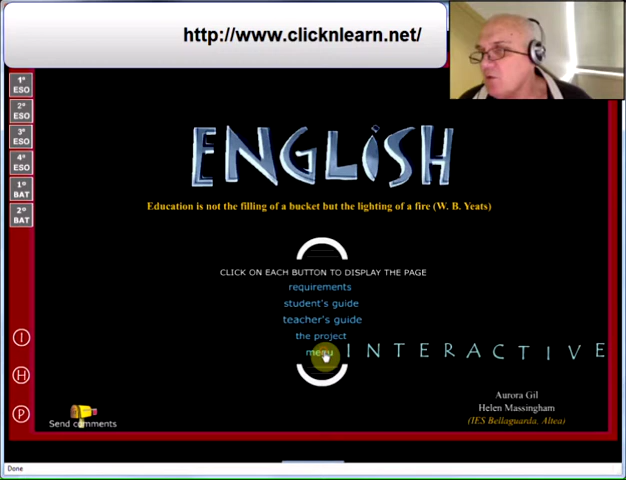 http://www.clicknlearn.net/
1º
ESO
2º
ESO
3º
ESO
4º
ESO
1º
BAT
2º
BAT
ENGLiSH
Education is not the filling of a bucket but the lighting of a fire (W. B. Yeats)
CLICK ON EACH BUTTON TO DISPLAY THE PAGE
requirements
student's guide
teacher's guide
the project
menu
INTERACTIVE
I
H
P
Send comments
Aurora Gil
Helen Massingham
(IES Bellaguarda. Altea)
Done